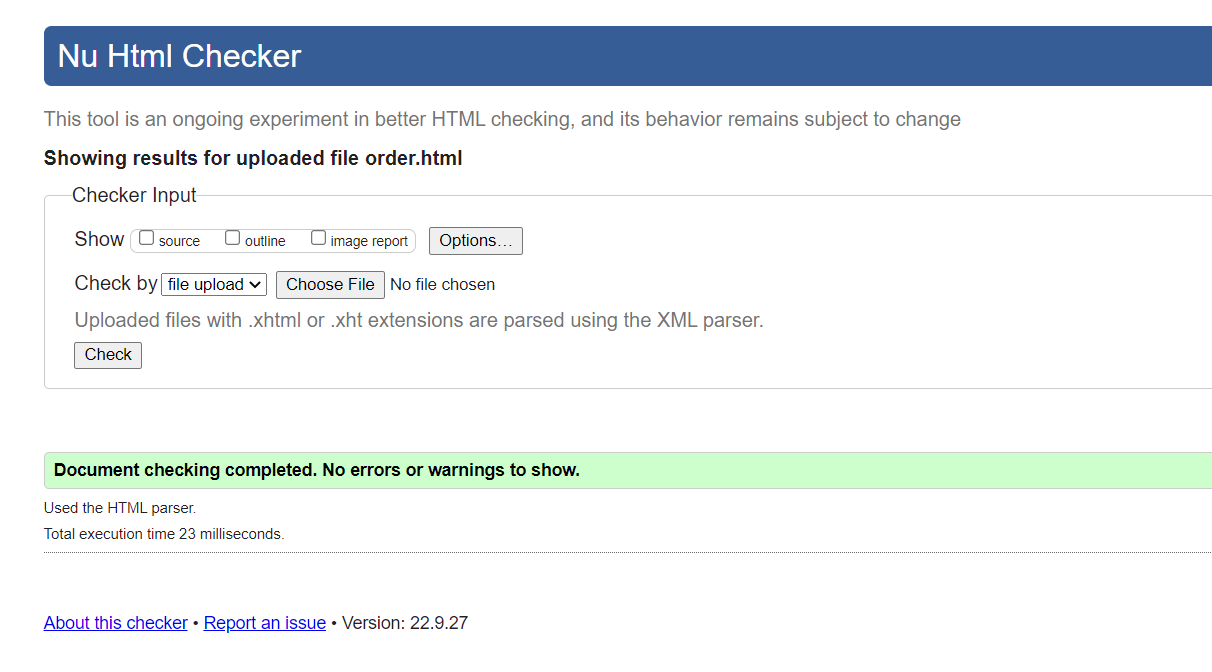 Nu Html Checker
This tool is an ongoing experiment in better HTML checking, and its behavior remains subject to change
Showing results for uploaded file order.html
Checker Input
Show source outline image report Options...
Check by file upload Choose File No file chosen
Uploaded files with .xhtml or .xht extensions are parsed using the XML parser.
Check
Document checking completed. No errors or warnings to show.
Used the HTML parser.
Total execution time 23 milliseconds.
About this checker • Report an issue • Version: 22.9.27